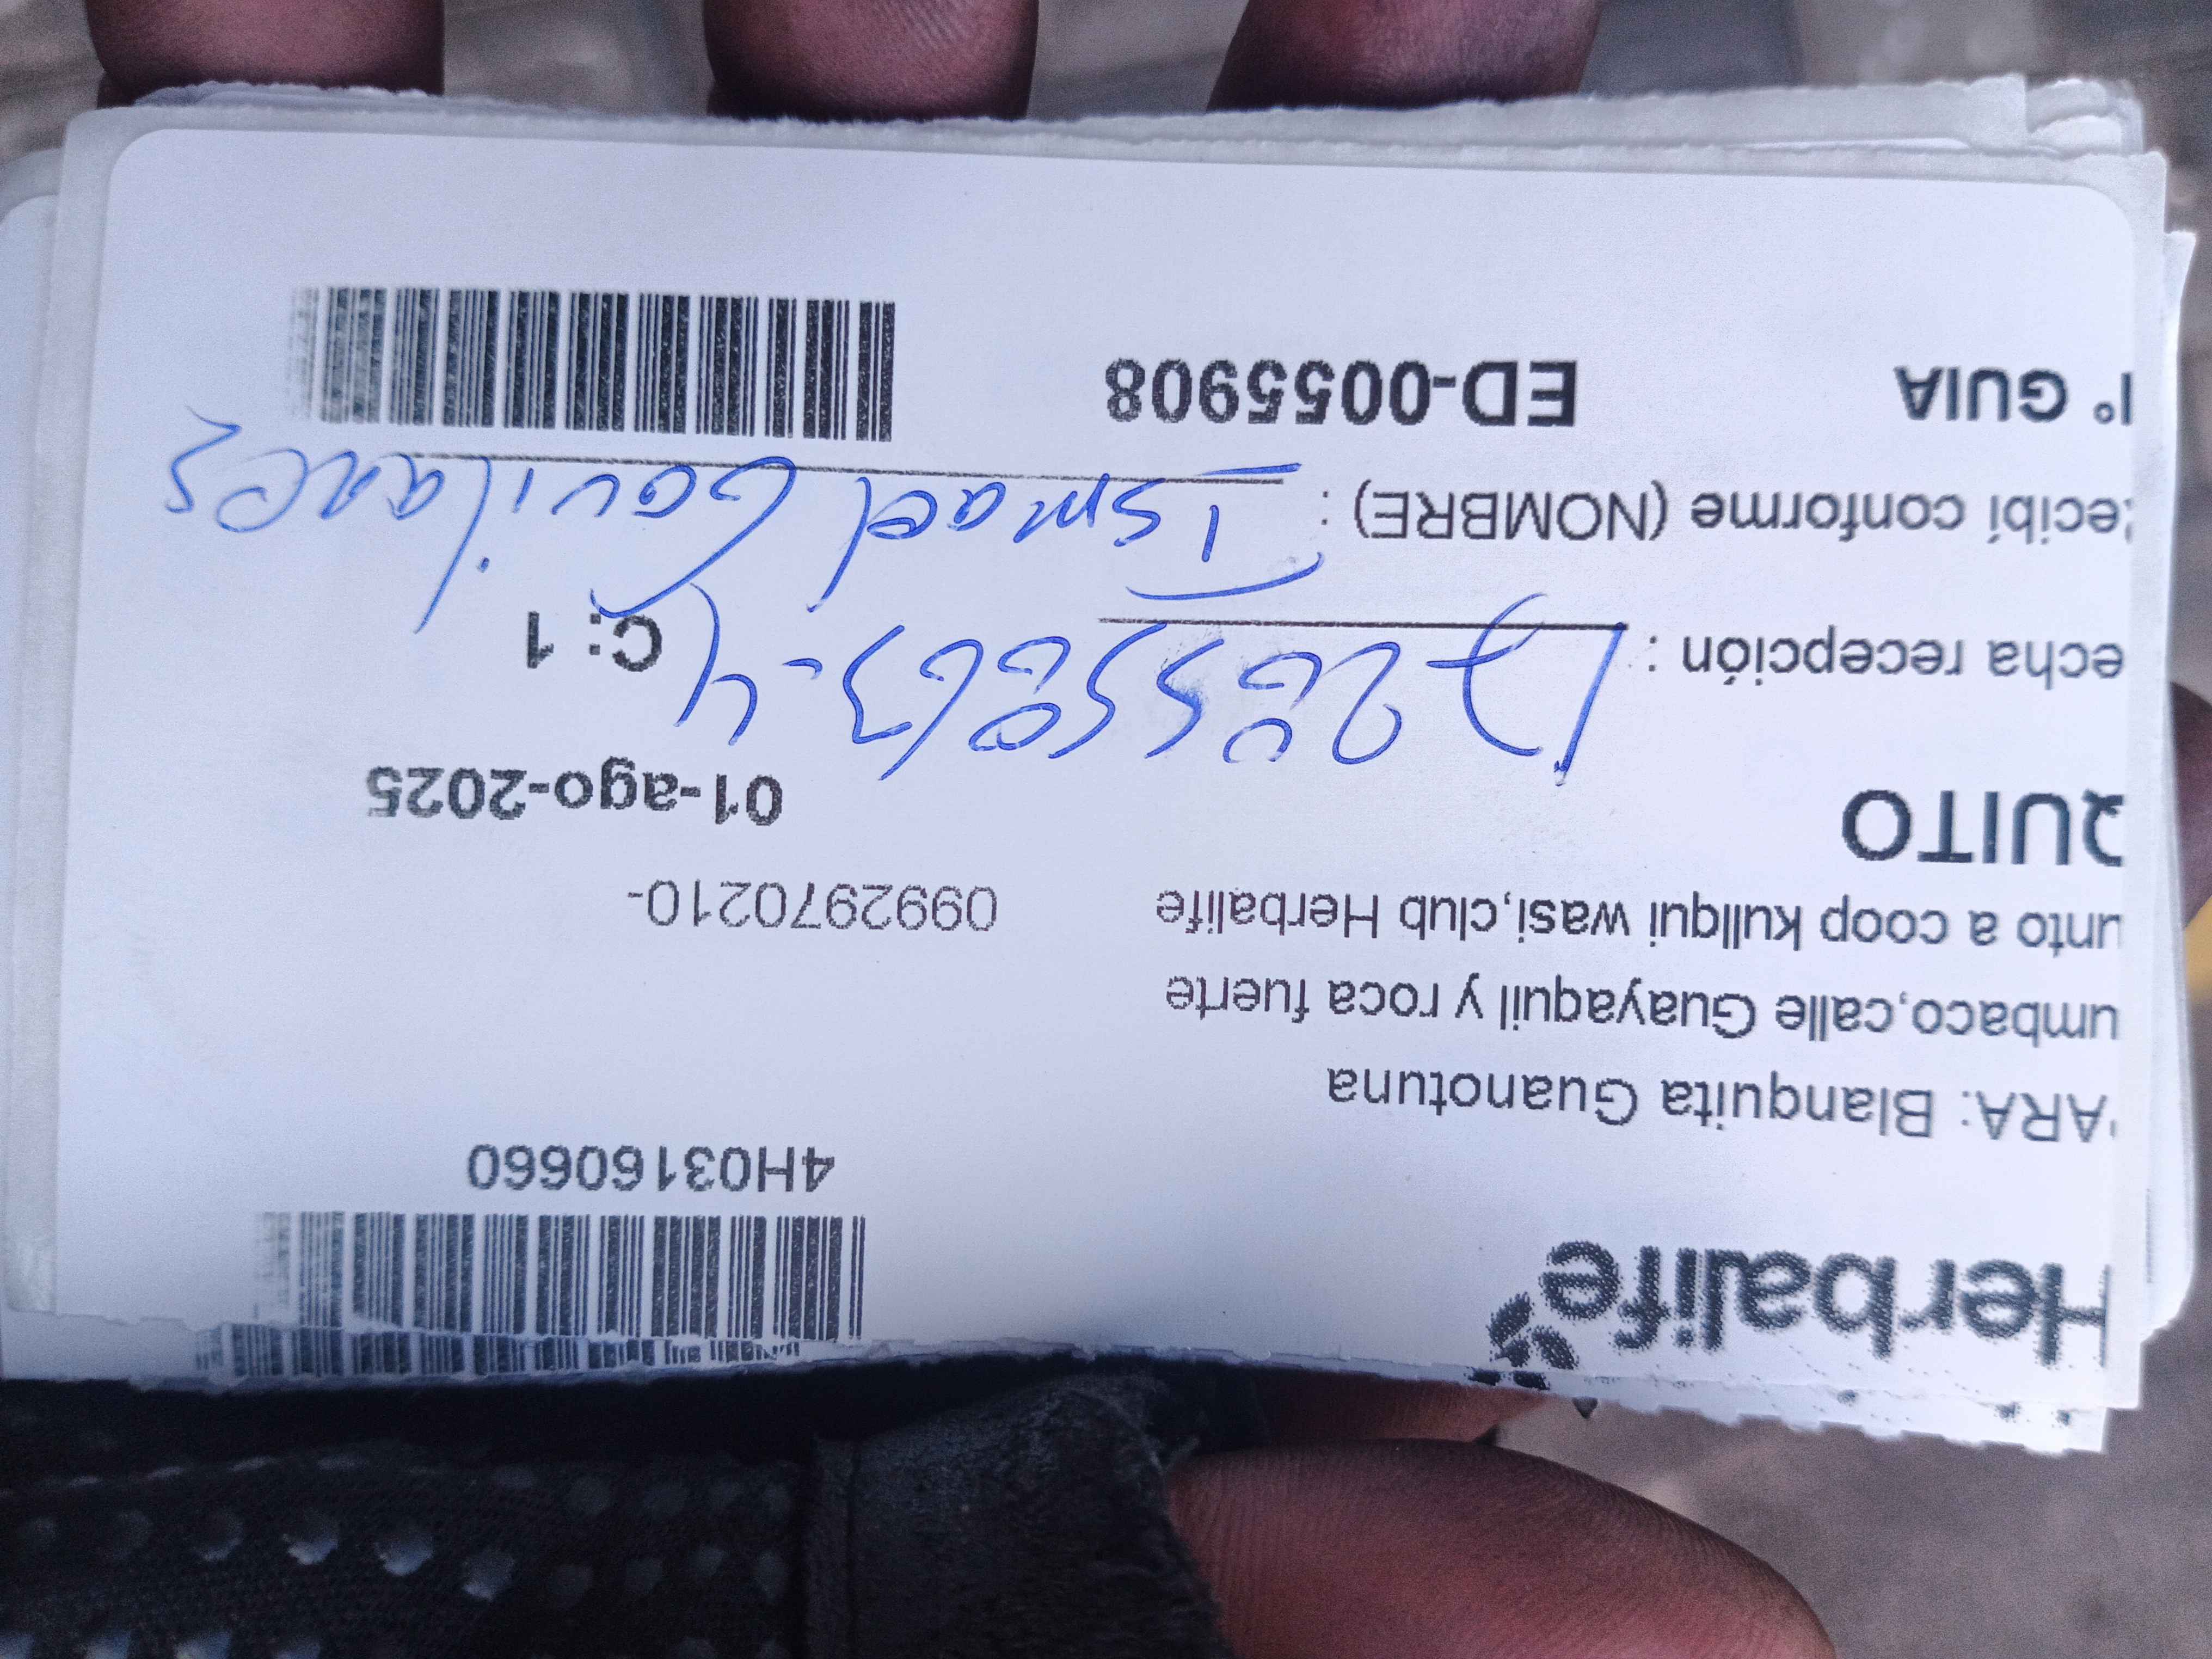 Herbalife
4H03160660
ARA: Blanquita Guanotuna
umbaco,calle Guayaquil y roca fuerte
unto a coop kullqui wasi,club Herbalife
0992970210-
QUITO
01-ago-2025
echa recepción :
C: 1
ecibí conforme (NOMBRE) : Ismael Gavilanes
° GUIA ED-0055908